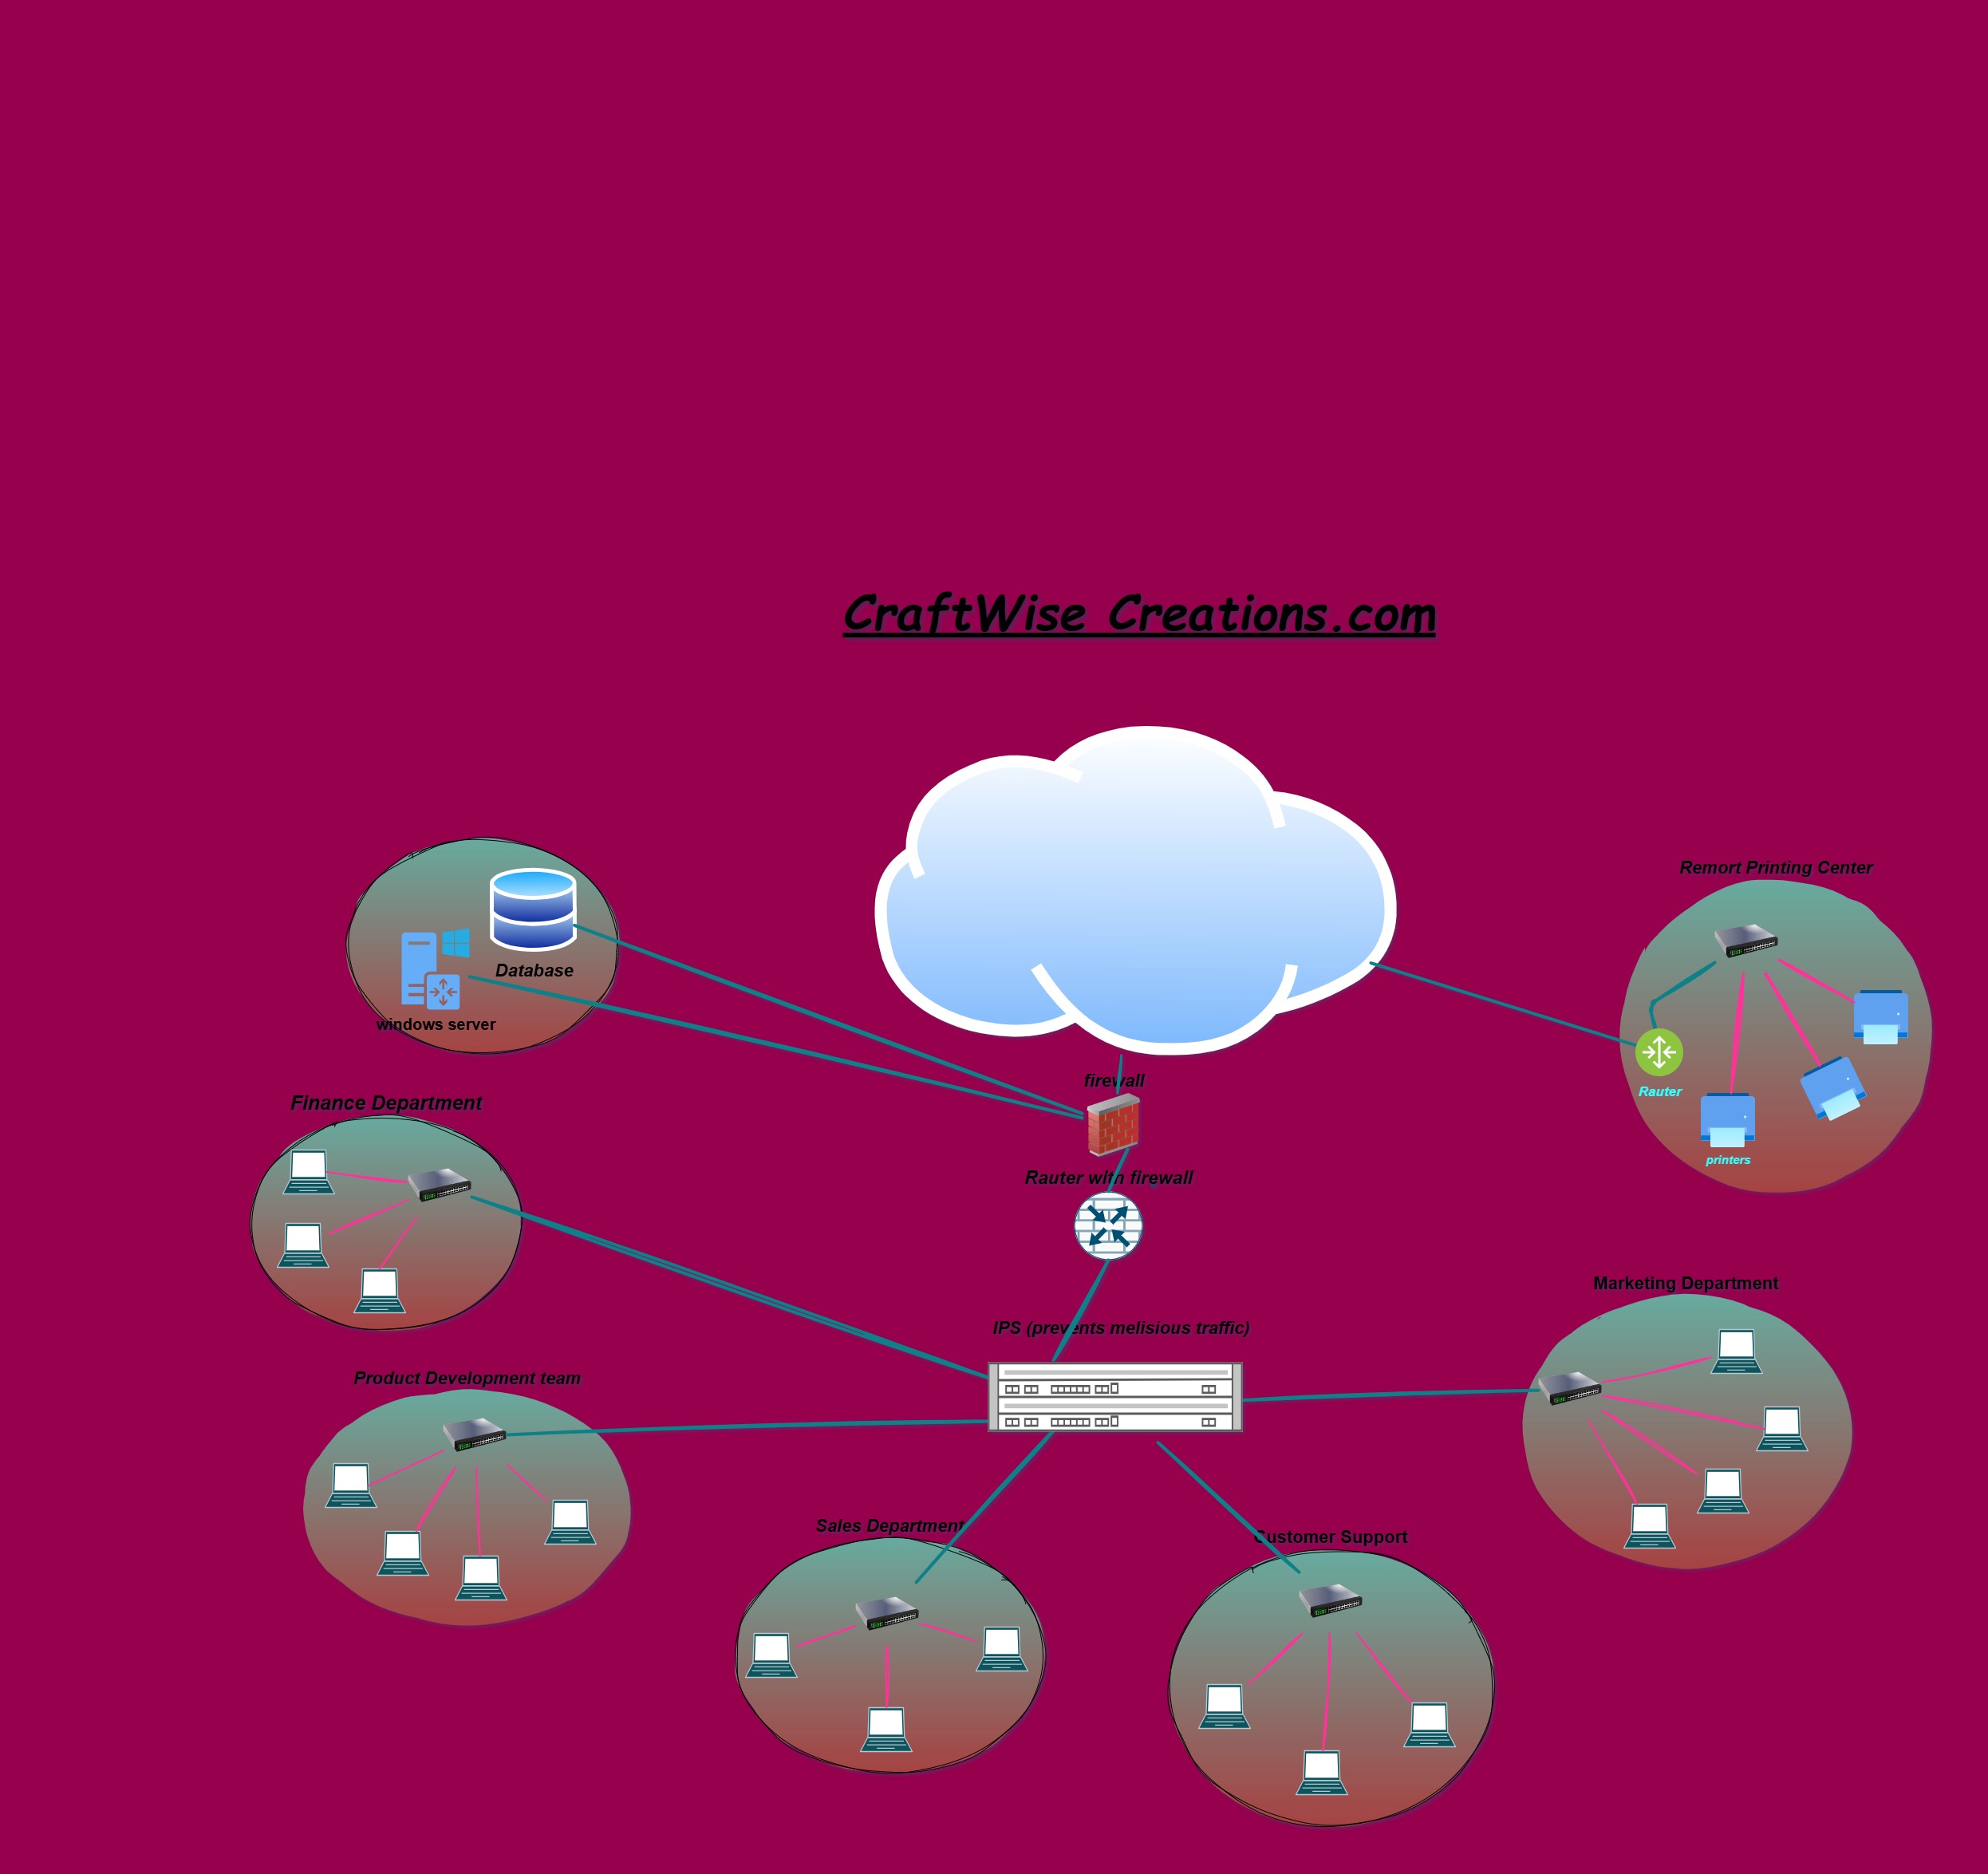 CraftWise Creations.com
Remort Printing Center
Database
windows server
firewall
Rauter
printers
Finance Department
Rauter with firewall
Marketing Department
IPS (prevents melisious traffic)
Product Development team
Sales Department
Customer Support